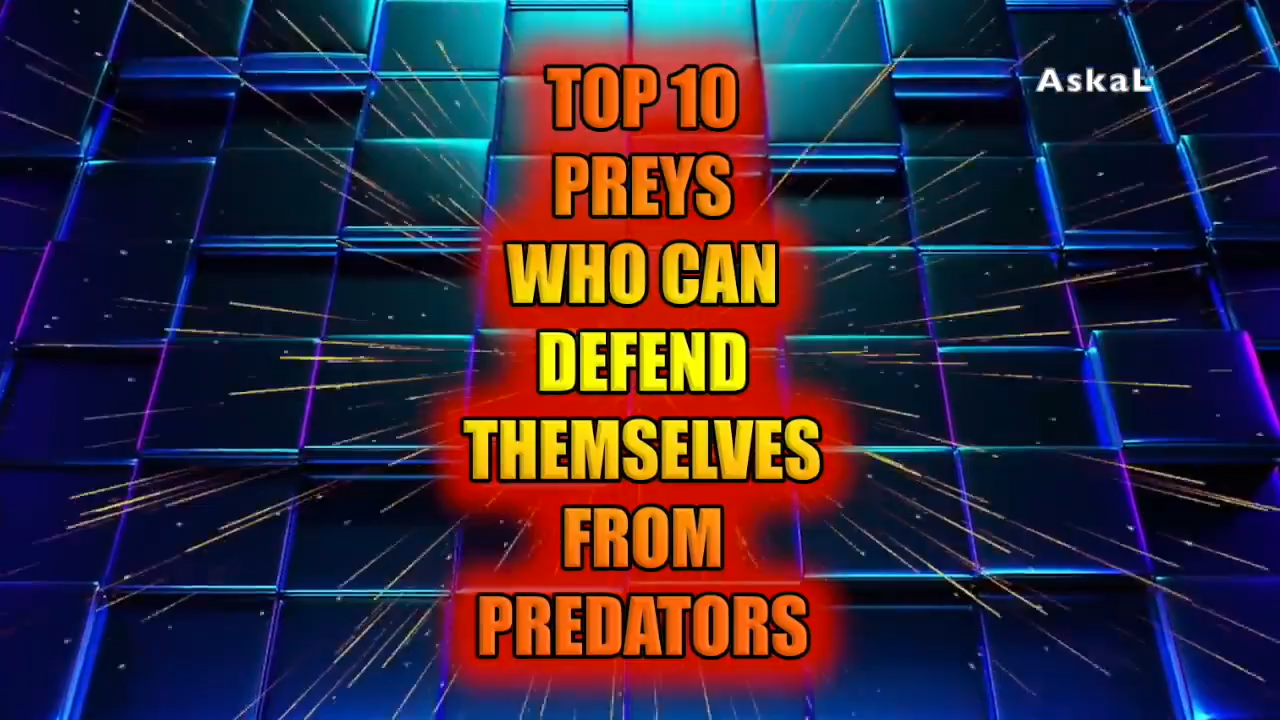 AskaL
TOP 10
PREYS
WHO CAN
DEFEND
THEMSELVES
FROM
PREDATORS